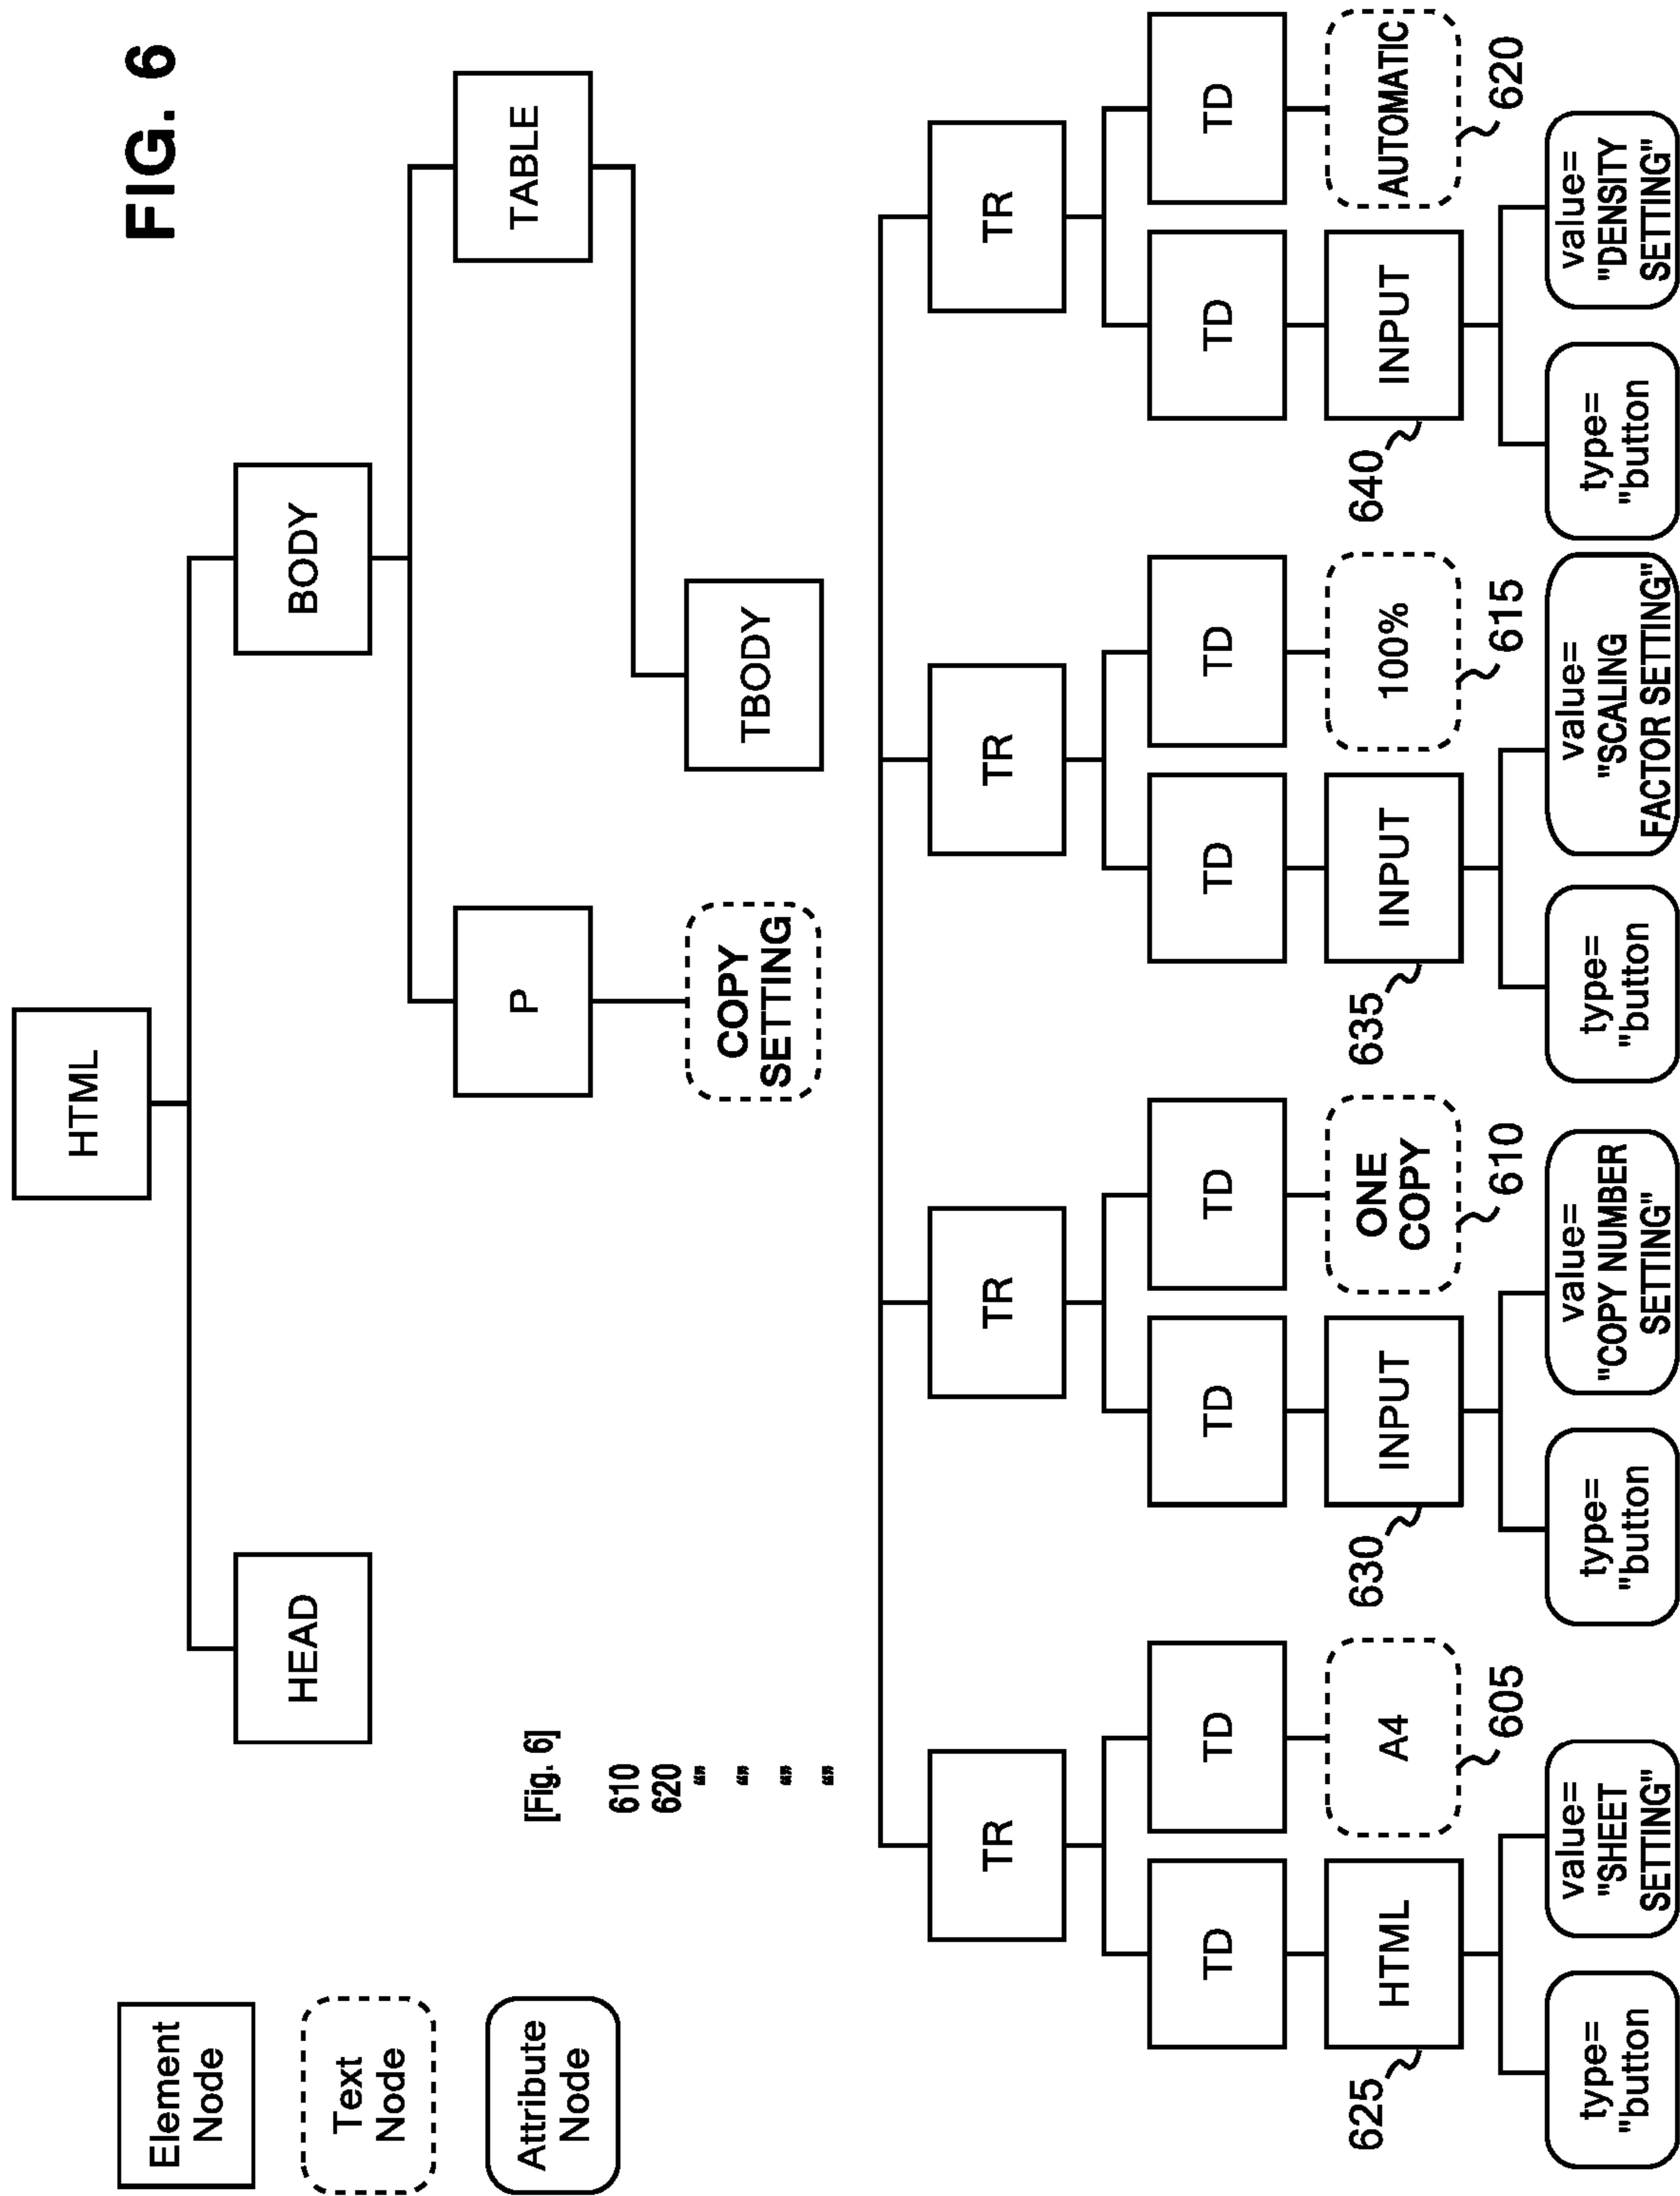 FIG. 6
Element
Node
Text
Node
Attribute
Node
HTML
HEAD
BODY
P
TABLE
COPY
SETTING
TBODY
[Fig. 6]
610
620
“”
“”
“”
“”
TR
TR
TR
TR
TD
TD
TD
TD
TD
TD
TD
TD
625
HTML
A4
605
630
INPUT
ONE
COPY
610
635
INPUT
100%
615
640
INPUT
AUTOMATIC
620
type=
"button
value=
"SHEET
SETTING"
type=
"button
value=
"COPY NUMBER
SETTING"
type=
"button
value=
"SCALING
FACTOR SETTING"
type=
"button
value=
"DENSITY
SETTING"